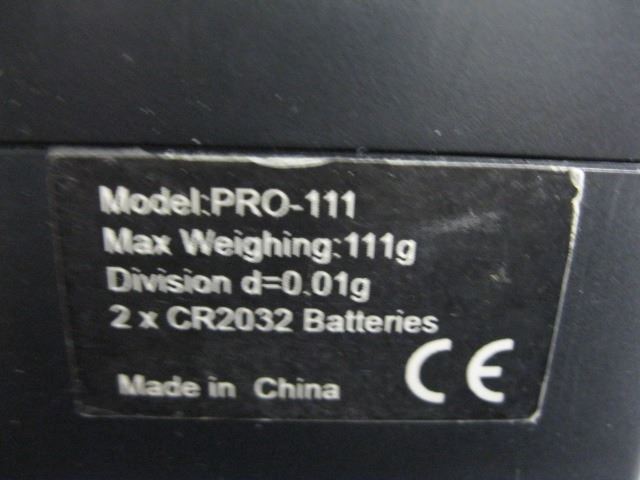 Model:PRO-111
Max Weighing:111g
Division d=0.01g
2 x CR2032 Batteries
Made in China CE